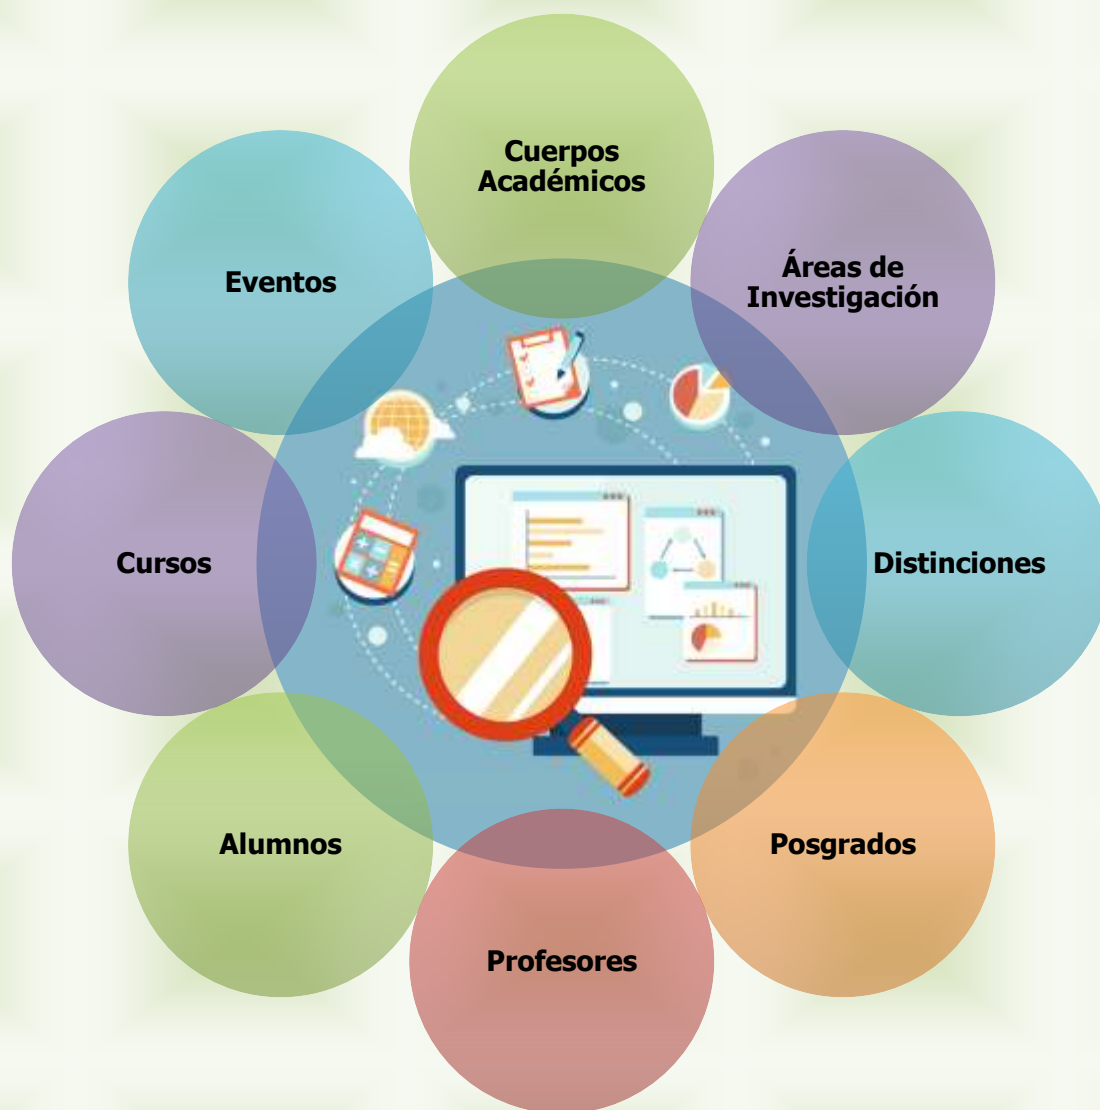 Cuerpos
Académicos
Áreas de
Investigación
Eventos
Cursos
Distinciones
Alumnos
Posgrados
Profesores